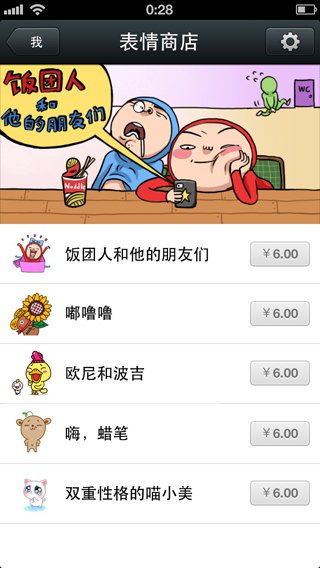 0:28
我
表情商店
饭团人
和
他的朋友们
WC
Noddle
饭团人和他的朋友们
¥6.00
嘟噜噜
¥6.00
欧尼和波吉
¥6.00
嗨，蜡笔
¥6.00
双重性格的喵小美
¥6.00